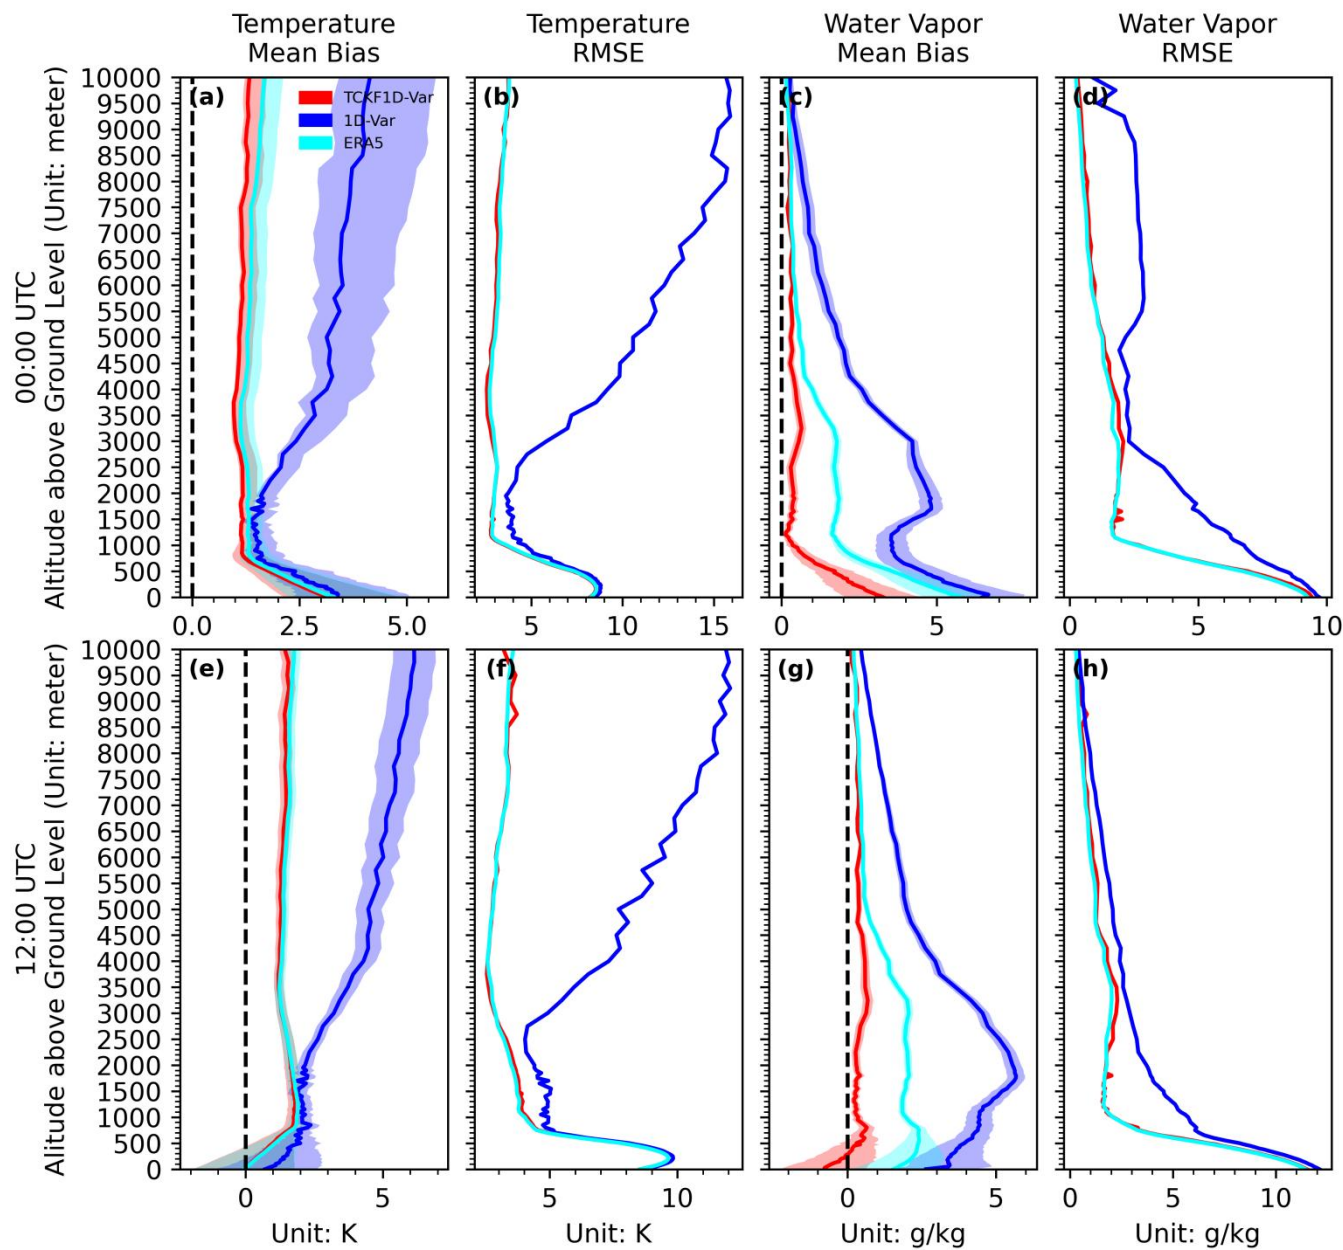 Temperature
Mean Bias
Temperature
RMSE
Water Vapor
Mean Bias
Water Vapor
RMSE
00:00 UTC
Altitude above Ground Level (Unit: meter)
10000
9500
9000
8500
8000
7500
7000
6500
6000
5500
5000
4500
4000
3500
3000
2500
2000
1500
1000
500
0
(a)
TCKF1D-Var
1D-Var
ERA5
(b)
(c)
(d)
0.0 2.5 5.0
5 10 15
0 5
0 5 10
12:00 UTC
Alitude above Ground Level (Unit: meter)
10000
9500
9000
8500
8000
7500
7000
6500
6000
5500
5000
4500
4000
3500
3000
2500
2000
1500
1000
500
0
(e)
(f)
(g)
(h)
0 5
5 10
0 5
0 5 10
Unit: K
Unit: K
Unit: g/kg
Unit: g/kg